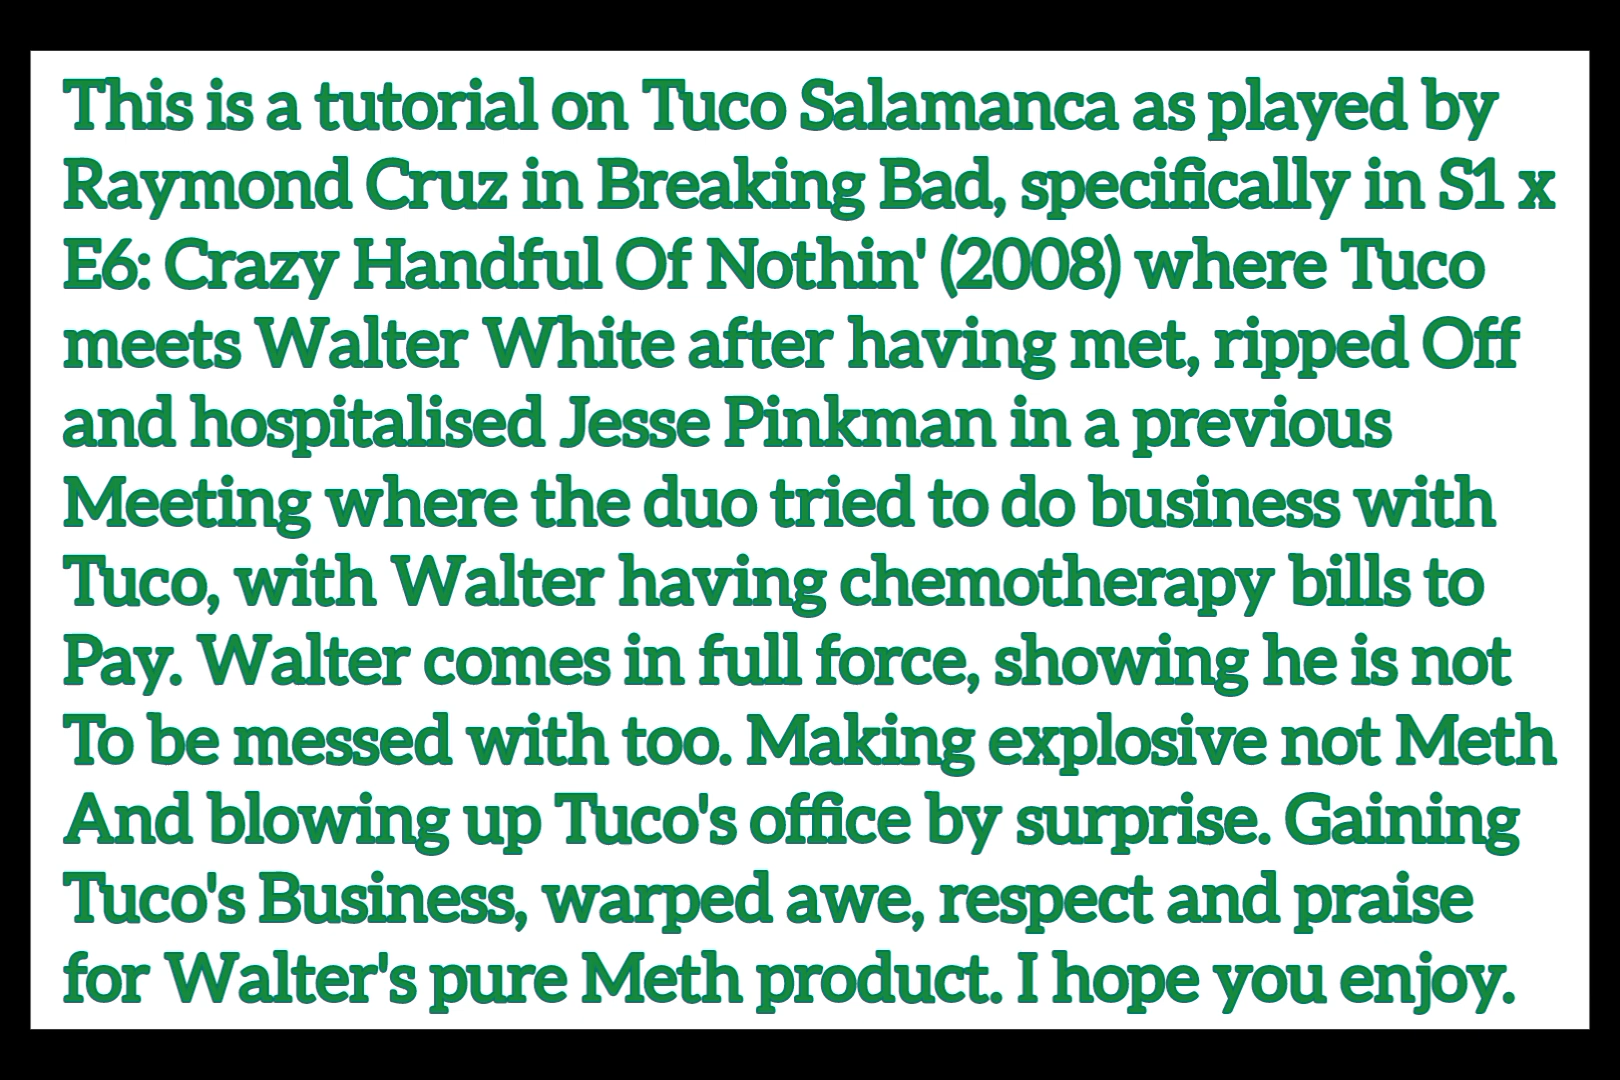 This is a tutorial on Tuco Salamanca as played by
Raymond Cruz in Breaking Bad, specifically in S1 x
E6: Crazy Handful Of Nothin' (2008) where Tuco
meets Walter White after having met, ripped Off
and hospitalised Jesse Pinkman in a previous
Meeting where the duo tried to do business with
Tuco, with Walter having chemotherapy bills to
Pay. Walter comes in full force, showing he is not
To be messed with too. Making explosive not Meth
And blowing up Tuco's office by surprise. Gaining
Tuco's Business, warped awe, respect and praise
for Walter's pure Meth product. I hope you enjoy.